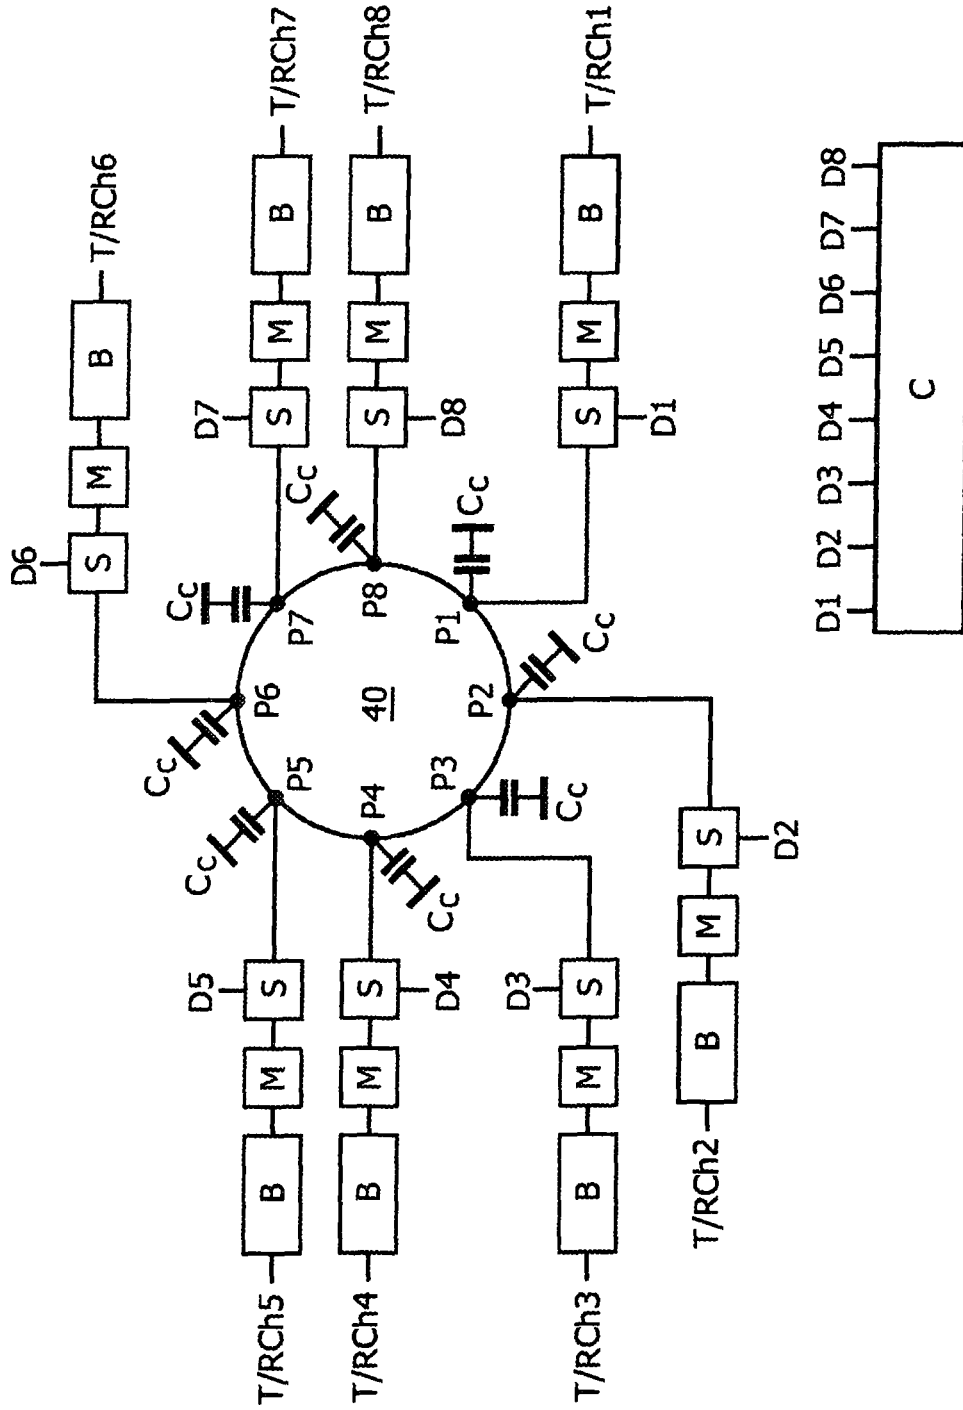 D6
S M B T/RCh6
Cc
Cc
D5
Cc
D7
T/RCh5 B M S
P6
S M B T/RCh7
P5
P7
Cc
T/RCh4 B M S
P4
40
P8
S M B T/RCh8
D4
Cc
P3
P1
D8
Cc
P2
D3
Cc
Cc
T/RCh3 B M S
S M B T/RCh1
D1
T/RCh2 B M S
D2
D1 D2 D3 D4 D5 D6 D7 D8
C